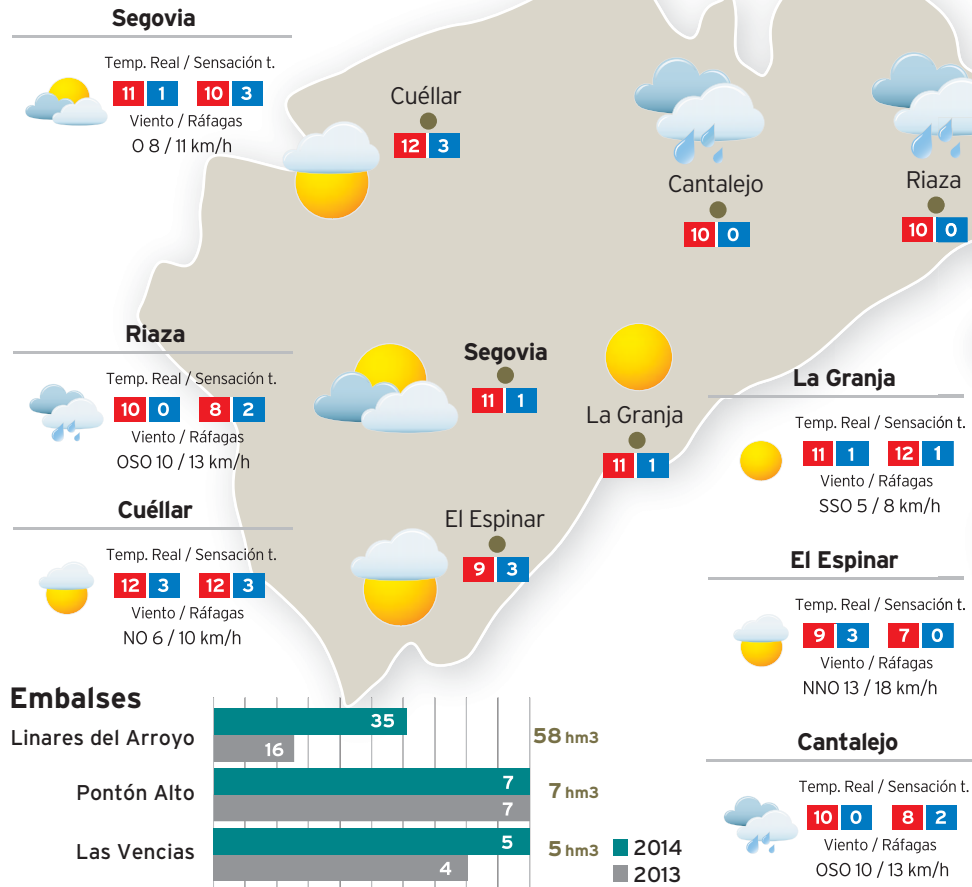 Segovia
Temp. Real / Sensación t.
11 1 10 3
Viento / Ráfagas
O 8 / 11 km/h
Cuéllar
12 3
Cantalejo
10 0
Riaza
10 0
Riaza
Temp. Real / Sensación t.
10 0 8 2
Viento / Ráfagas
OSO 10 / 13 km/h
Segovia
11 1
La Granja
11 1
La Granja
Temp. Real / Sensación t.
11 1 12 1
Viento / Ráfagas
SSO 5 / 8 km/h
Cuéllar
Temp. Real / Sensación t.
12 3 12 3
Viento / Ráfagas
NO 6 / 10 km/h
El Espinar
9 3
El Espinar
Temp. Real / Sensación t.
9 3 7 0
Viento / Ráfagas
NNO 13 / 18 km/h
Embalses
Linares del Arroyo
35
16
58 hm3
Pontón Alto
7
7
7 hm3
Las Vencias
5
4
5 hm3
2014
2013
Cantalejo
Temp. Real / Sensación t.
10 0 8 2
Viento / Ráfagas
OSO 10 / 13 km/h